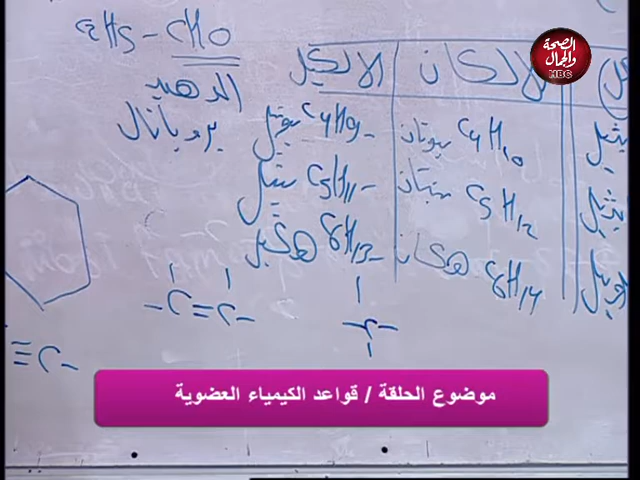 C2H5 - CHO
الصحة
والجمال
HBC
الالكان الالكيل
الدهيد
بروبانال
C4H10 بيوتان C4H9- بيوتيل
C5H12 بنتان C5H11- بنتيل
C6H14 هكسان C6H13- هكسيل
- C = C -
- C -
≡ C -
موضوع الحلقة / قواعد الكيمياء العضوية